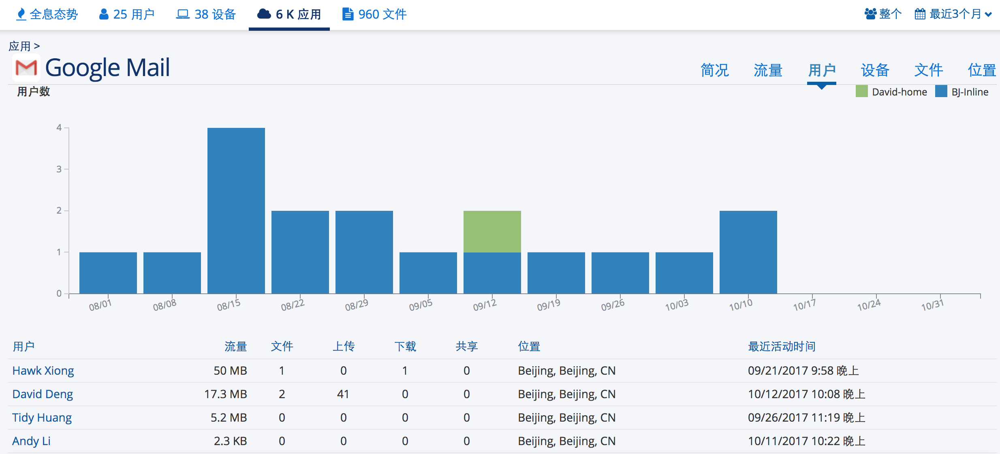 全息态势 25 用户 38 设备 6 K 应用 960 文件 整个 最近3个月
应用 >
Google Mail
简况 流量 用户 设备 文件 位置
用户数
David-home BJ-Inline
4
3
2
1
0
08/01 08/08 08/15 08/22 08/29 09/05 09/12 09/19 09/26 10/03 10/10 10/17 10/24 10/31
用户 流量 文件 上传 下载 共享 位置 最近活动时间
Hawk Xiong 50 MB 1 0 1 0 Beijing, Beijing, CN 09/21/2017 9:58 晚上
David Deng 17.3 MB 2 41 0 0 Beijing, Beijing, CN 10/12/2017 10:08 晚上
Tidy Huang 5.2 MB 0 0 0 0 Beijing, Beijing, CN 09/26/2017 11:19 晚上
Andy Li 2.3 KB 0 0 0 0 Beijing, Beijing, CN 10/11/2017 10:22 晚上